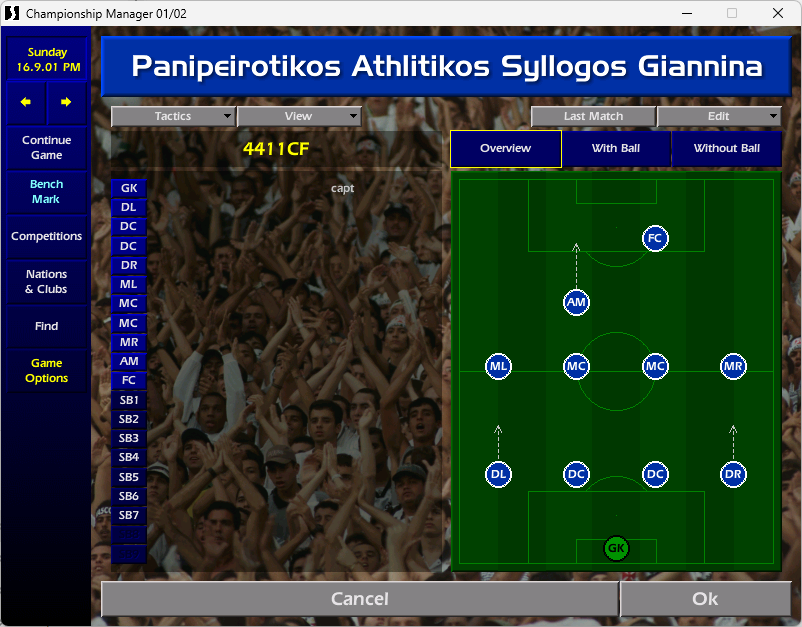 Championship Manager 01/02
Sunday
16.9.01 PM
Continue
Game
Bench
Mark
Competitions
Nations
& Clubs
Find
Game
Options
Panipeirotikos Athlitikos Syllogos Giannina
Tactics
View
Last Match
Edit
4411CF
Overview
With Ball
Without Ball
GK
capt
DL
DC
DC
DR
ML
MC
MC
MR
AM
FC
SB1
SB2
SB3
SB4
SB5
SB6
SB7
FC
AM
ML
MC
MC
MR
DL
DC
DC
DR
GK
Cancel
Ok